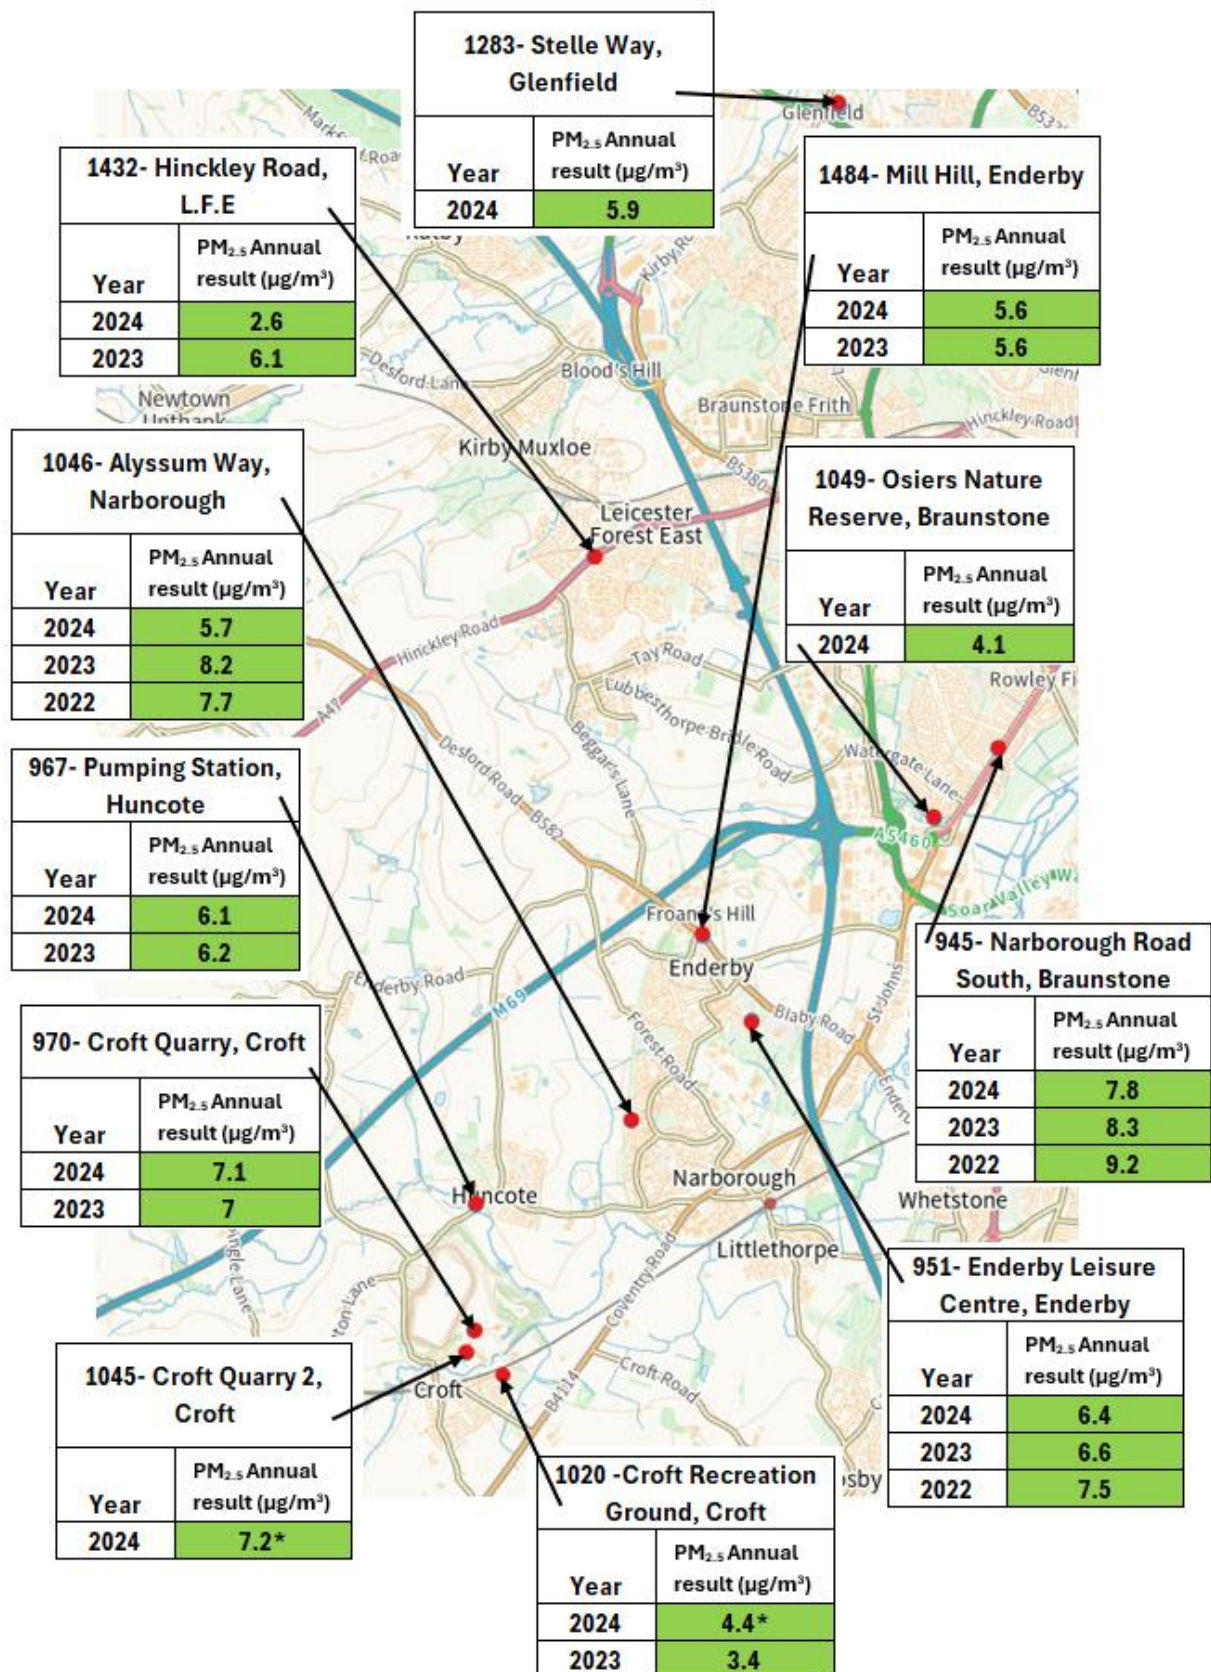 1283- Stelle Way,
Glenfield
Year
PM₂.₅ Annual
result (µg/m³)
2024 5.9
Glenfield
1432- Hinckley Road,
L.F.E
Year
PM₂.₅ Annual
result (µg/m³)
2024 2.6
2023 6.1
1484- Mill Hill, Enderby
Year
PM₂.₅ Annual
result (µg/m³)
2024 5.6
2023 5.6
Desford Lane
Blood's Hill
Newtown
Unthank
Braunstone Frith
Hinckley Road
Kirby Muxloe
B5380
Leicester
Forest East
1046- Alyssum Way,
Narborough
Year
PM₂.₅ Annual
result (µg/m³)
2024 5.7
2023 8.2
2022 7.7
1049- Osiers Nature
Reserve, Braunstone
Year
PM₂.₅ Annual
result (µg/m³)
2024 4.1
Hinckley Road
A47
Tay Road
Lubbesthorpe Bridle Road
Beggar's Lane
Desford Road
B582
Rowley Fi
Watergate Lane
A5460
Soar Valley Wa
967- Pumping Station,
Huncote
Year
PM₂.₅ Annual
result (µg/m³)
2024 6.1
2023 6.2
Froane's Hill
Enderby
Enderby Road
M69
Blaby Road
St Johns
Forest Road
945- Narborough Road
South, Braunstone
Year
PM₂.₅ Annual
result (µg/m³)
2024 7.8
2023 8.3
2022 9.2
970- Croft Quarry, Croft
Year
PM₂.₅ Annual
result (µg/m³)
2024 7.1
2023 7
Huncote
Narborough
Whetstone
Littlethorpe
Coventry Road
951- Enderby Leisure
Centre, Enderby
Year
PM₂.₅ Annual
result (µg/m³)
2024 6.4
2023 6.6
2022 7.5
1045- Croft Quarry 2,
Croft
Year
PM₂.₅ Annual
result (µg/m³)
2024 7.2*
Croft
B4114
Croft Road
1020 -Croft Recreation
Ground, Croft
Year
PM₂.₅ Annual
result (µg/m³)
2024 4.4*
2023 3.4
osby